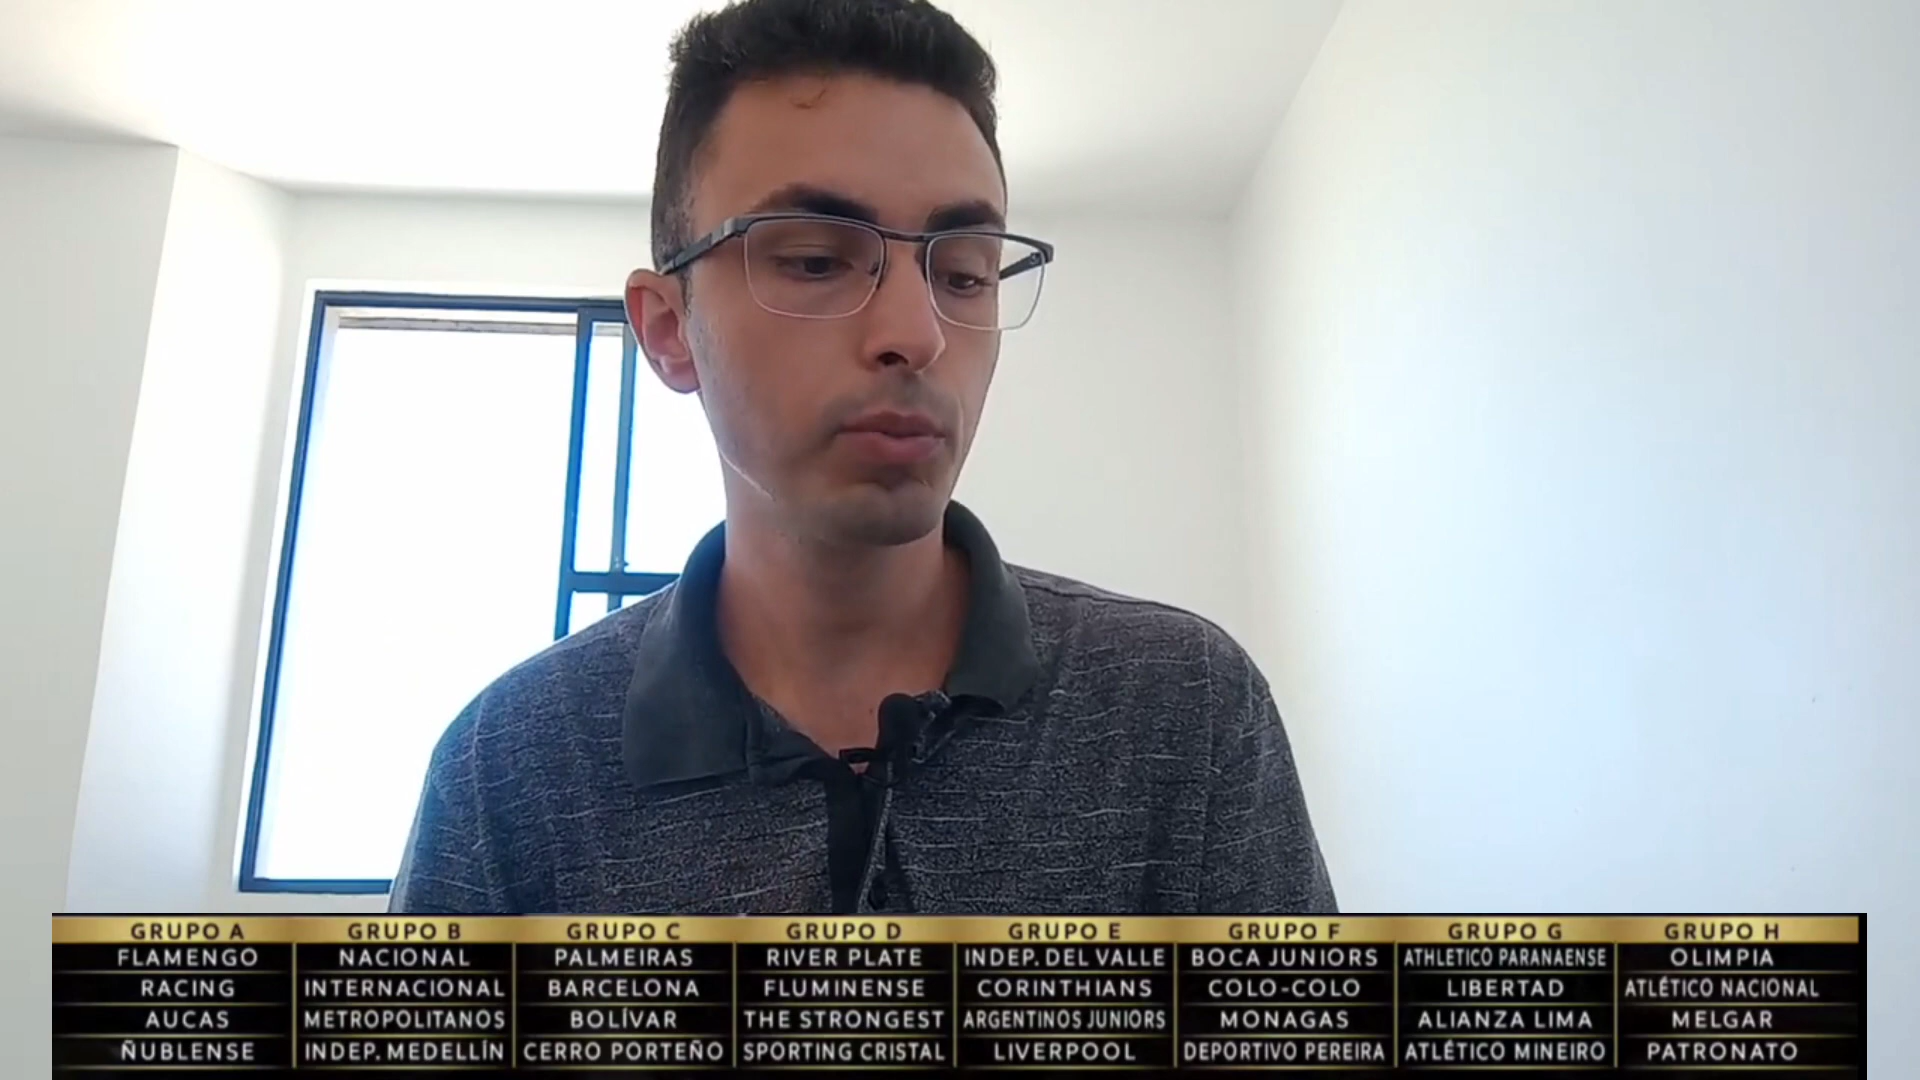 GRUPO A GRUPO B GRUPO C GRUPO D GRUPO E GRUPO F GRUPO G GRUPO H
FLAMENGO NACIONAL PALMEIRAS RIVER PLATE INDEP. DEL VALLE BOCA JUNIORS ATHLETICO PARANAENSE OLIMPIA
RACING INTERNACIONAL BARCELONA FLUMINENSE CORINTHIANS COLO-COLO LIBERTAD ATLÉTICO NACIONAL
AUCAS METROPOLITANOS BOLÍVAR THE STRONGEST ARGENTINOS JUNIORS MONAGAS ALIANZA LIMA MELGAR
ÑUBLENSE INDEP. MEDELLÍN CERRO PORTEÑO SPORTING CRISTAL LIVERPOOL DEPORTIVO PEREIRA ATLÉTICO MINEIRO PATRONATO